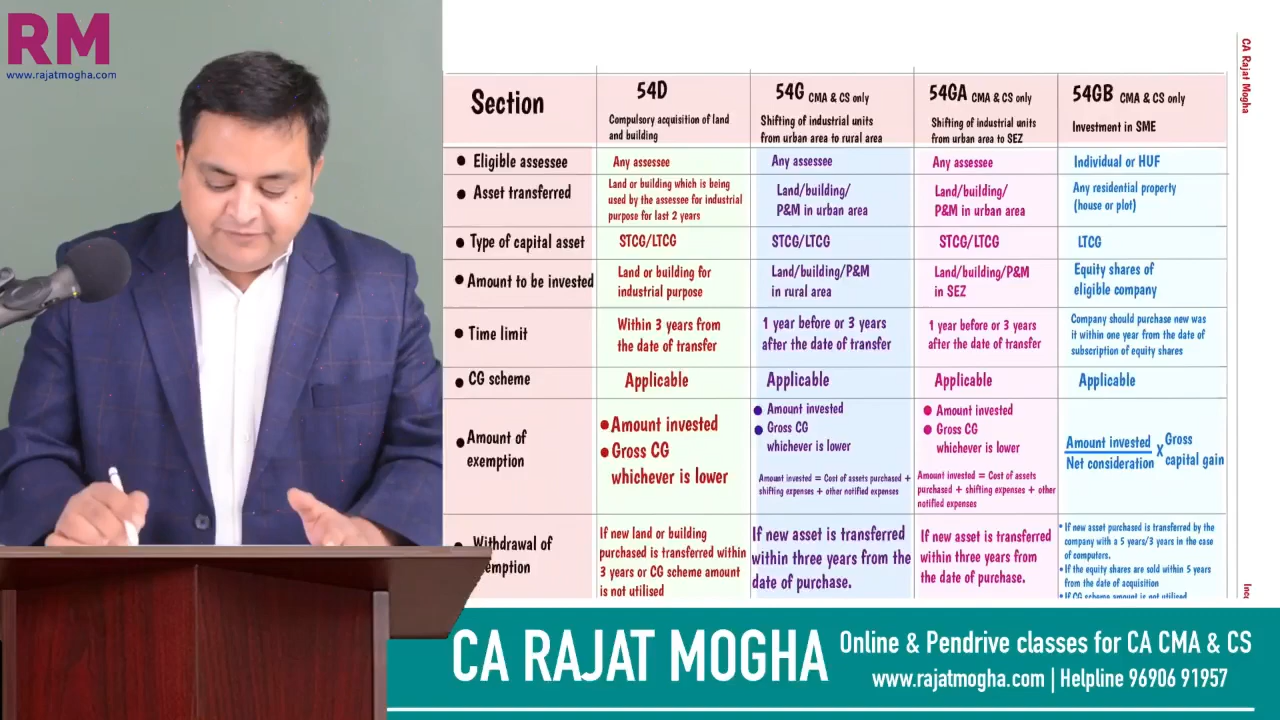 RM
www.rajatmogha.com
CA Rajat Mogha
Section
54D
Compulsory acquisition of land
and building
54G CMA & CS only
Shifting of industrial units
from urban area to rural area
54GA CMA & CS only
Shifting of industrial units
from urban area to SEZ
54GB CMA & CS only
Investment in SME
Eligible assessee
Any assessee
Any assessee
Any assessee
Individual or HUF
Asset transferred
Land or building which is being
used by the assessee for industrial
purpose for last 2 years
Land/building/
P&M in urban area
Land/building/
P&M in urban area
Any residential property
(house or plot)
Type of capital asset
STCG/LTCG
STCG/LTCG
STCG/LTCG
LTCG
Amount to be invested
Land or building for
industrial purpose
Land/building/P&M
in rural area
Land/building/P&M
in SEZ
Equity shares of
eligible company
Time limit
Within 3 years from
the date of transfer
1 year before or 3 years
after the date of transfer
1 year before or 3 years
after the date of transfer
Company should purchase new was
it within one year from the date of
subscription of equity shares
CG scheme
Applicable
Applicable
Applicable
Applicable
Amount of
exemption
Amount invested
Gross CG
whichever is lower
Amount invested
Gross CG
whichever is lower
Amount invested = Cost of assets purchased +
shifting expenses + other notified expenses
Amount invested
Gross CG
whichever is lower
Amount invested = Cost of assets
purchased + shifting expenses + other
notified expenses
Amount invested
Net consideration
X Gross
capital gain
Withdrawal of
emption
If new land or building
purchased is transferred within
3 years or CG scheme amount
is not utilised
If new asset is transferred
within three years from the
date of purchase.
If new asset is transferred
within three years from
the date of purchase.
• If new asset purchased is transferred by the
company with a 5 years/3 years in the case
of computers.
• If the equity shares are sold within 5 years
from the date of acquisition
• If CG scheme amount is not utilised
CA RAJAT MOGHA
Online & Pendrive classes for CA CMA & CS
www.rajatmogha.com | Helpline 96906 91957